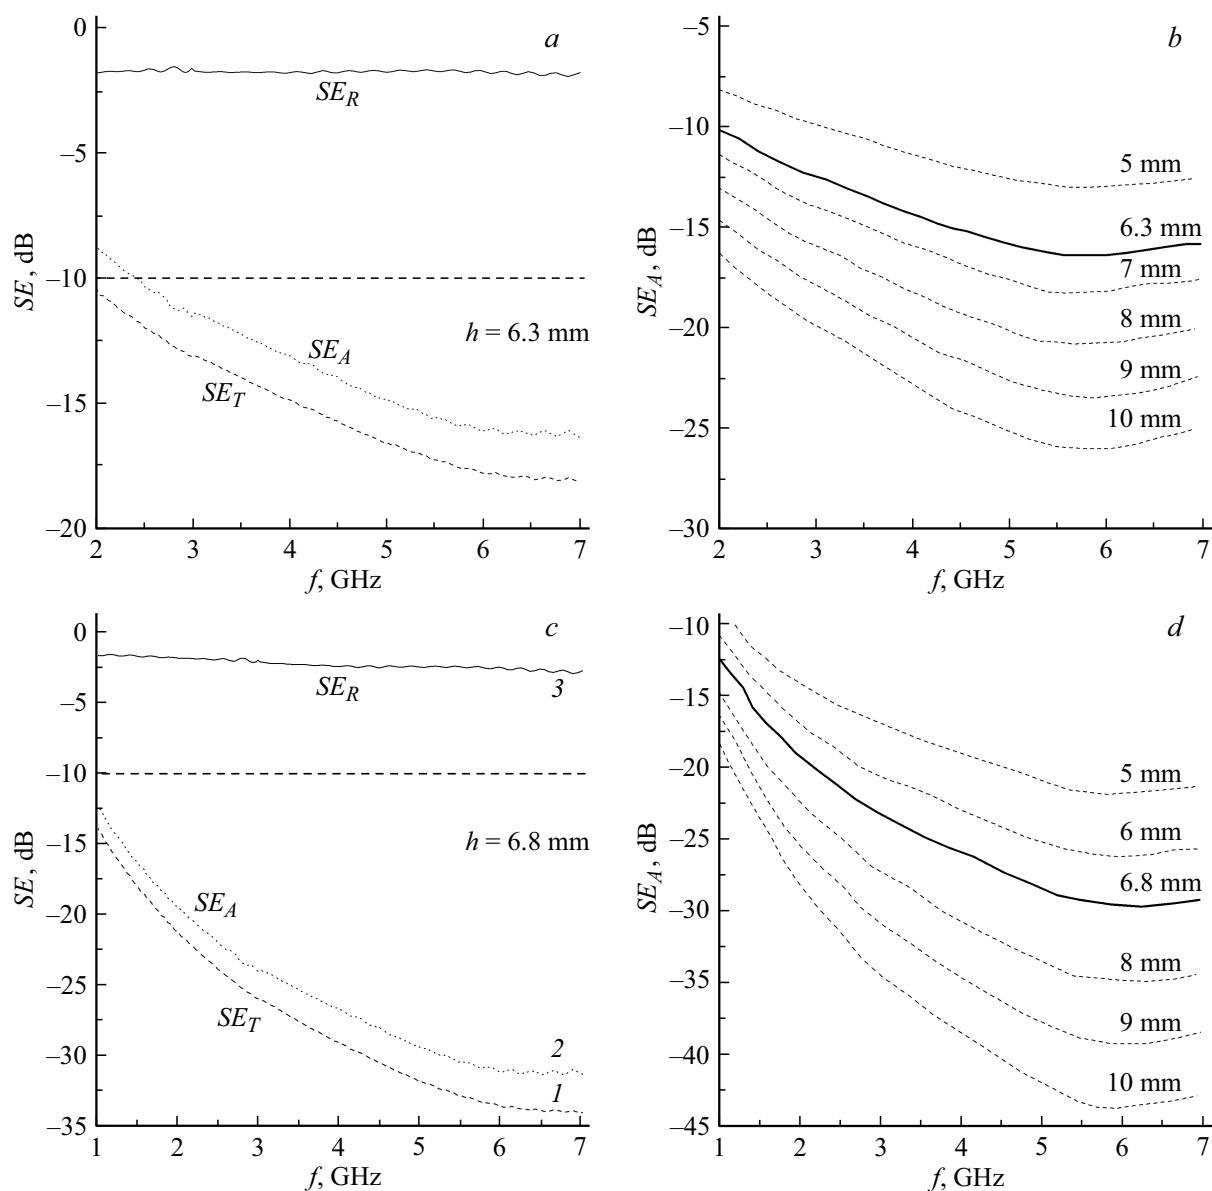 a
0
–5
–10
–15
–20
SE, dB
SE_R
h = 6.3 mm
SE_A
SE_T
2 3 4 5 6 7
f, GHz
b
–5
–10
–15
–20
–25
–30
SE_A, dB
5 mm
6.3 mm
7 mm
8 mm
9 mm
10 mm
2 3 4 5 6 7
f, GHz
c
0
–5
–10
–15
–20
–25
–30
–35
SE, dB
SE_R
3
h = 6.8 mm
SE_A
SE_T
2
1
1 2 3 4 5 6 7
f, GHz
d
–10
–15
–20
–25
–30
–35
–40
–45
SE_A, dB
5 mm
6 mm
6.8 mm
8 mm
9 mm
10 mm
1 2 3 4 5 6 7
f, GHz